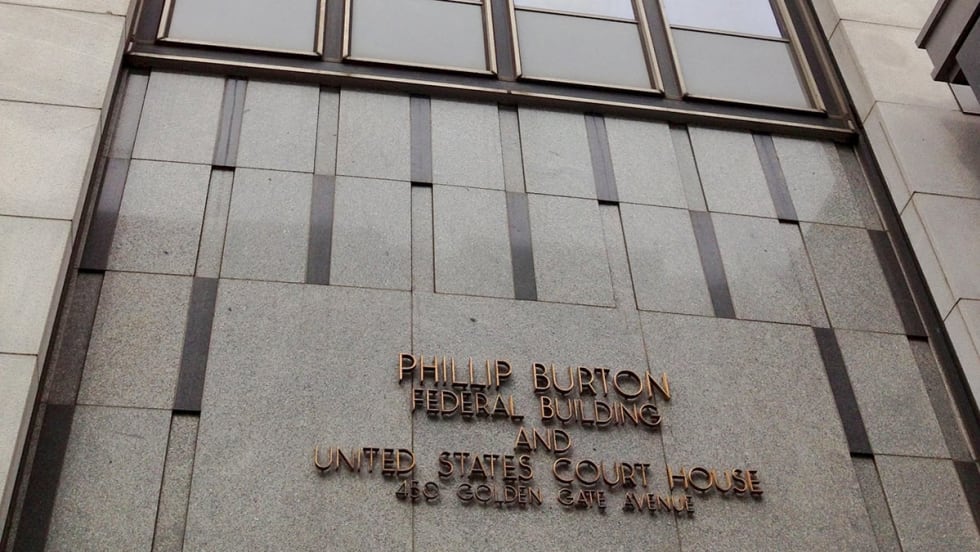 PHILLIP BURTON
FEDERAL BUILDING
AND
UNITED STATES COURT HOUSE
450 GOLDEN GATE AVENUE